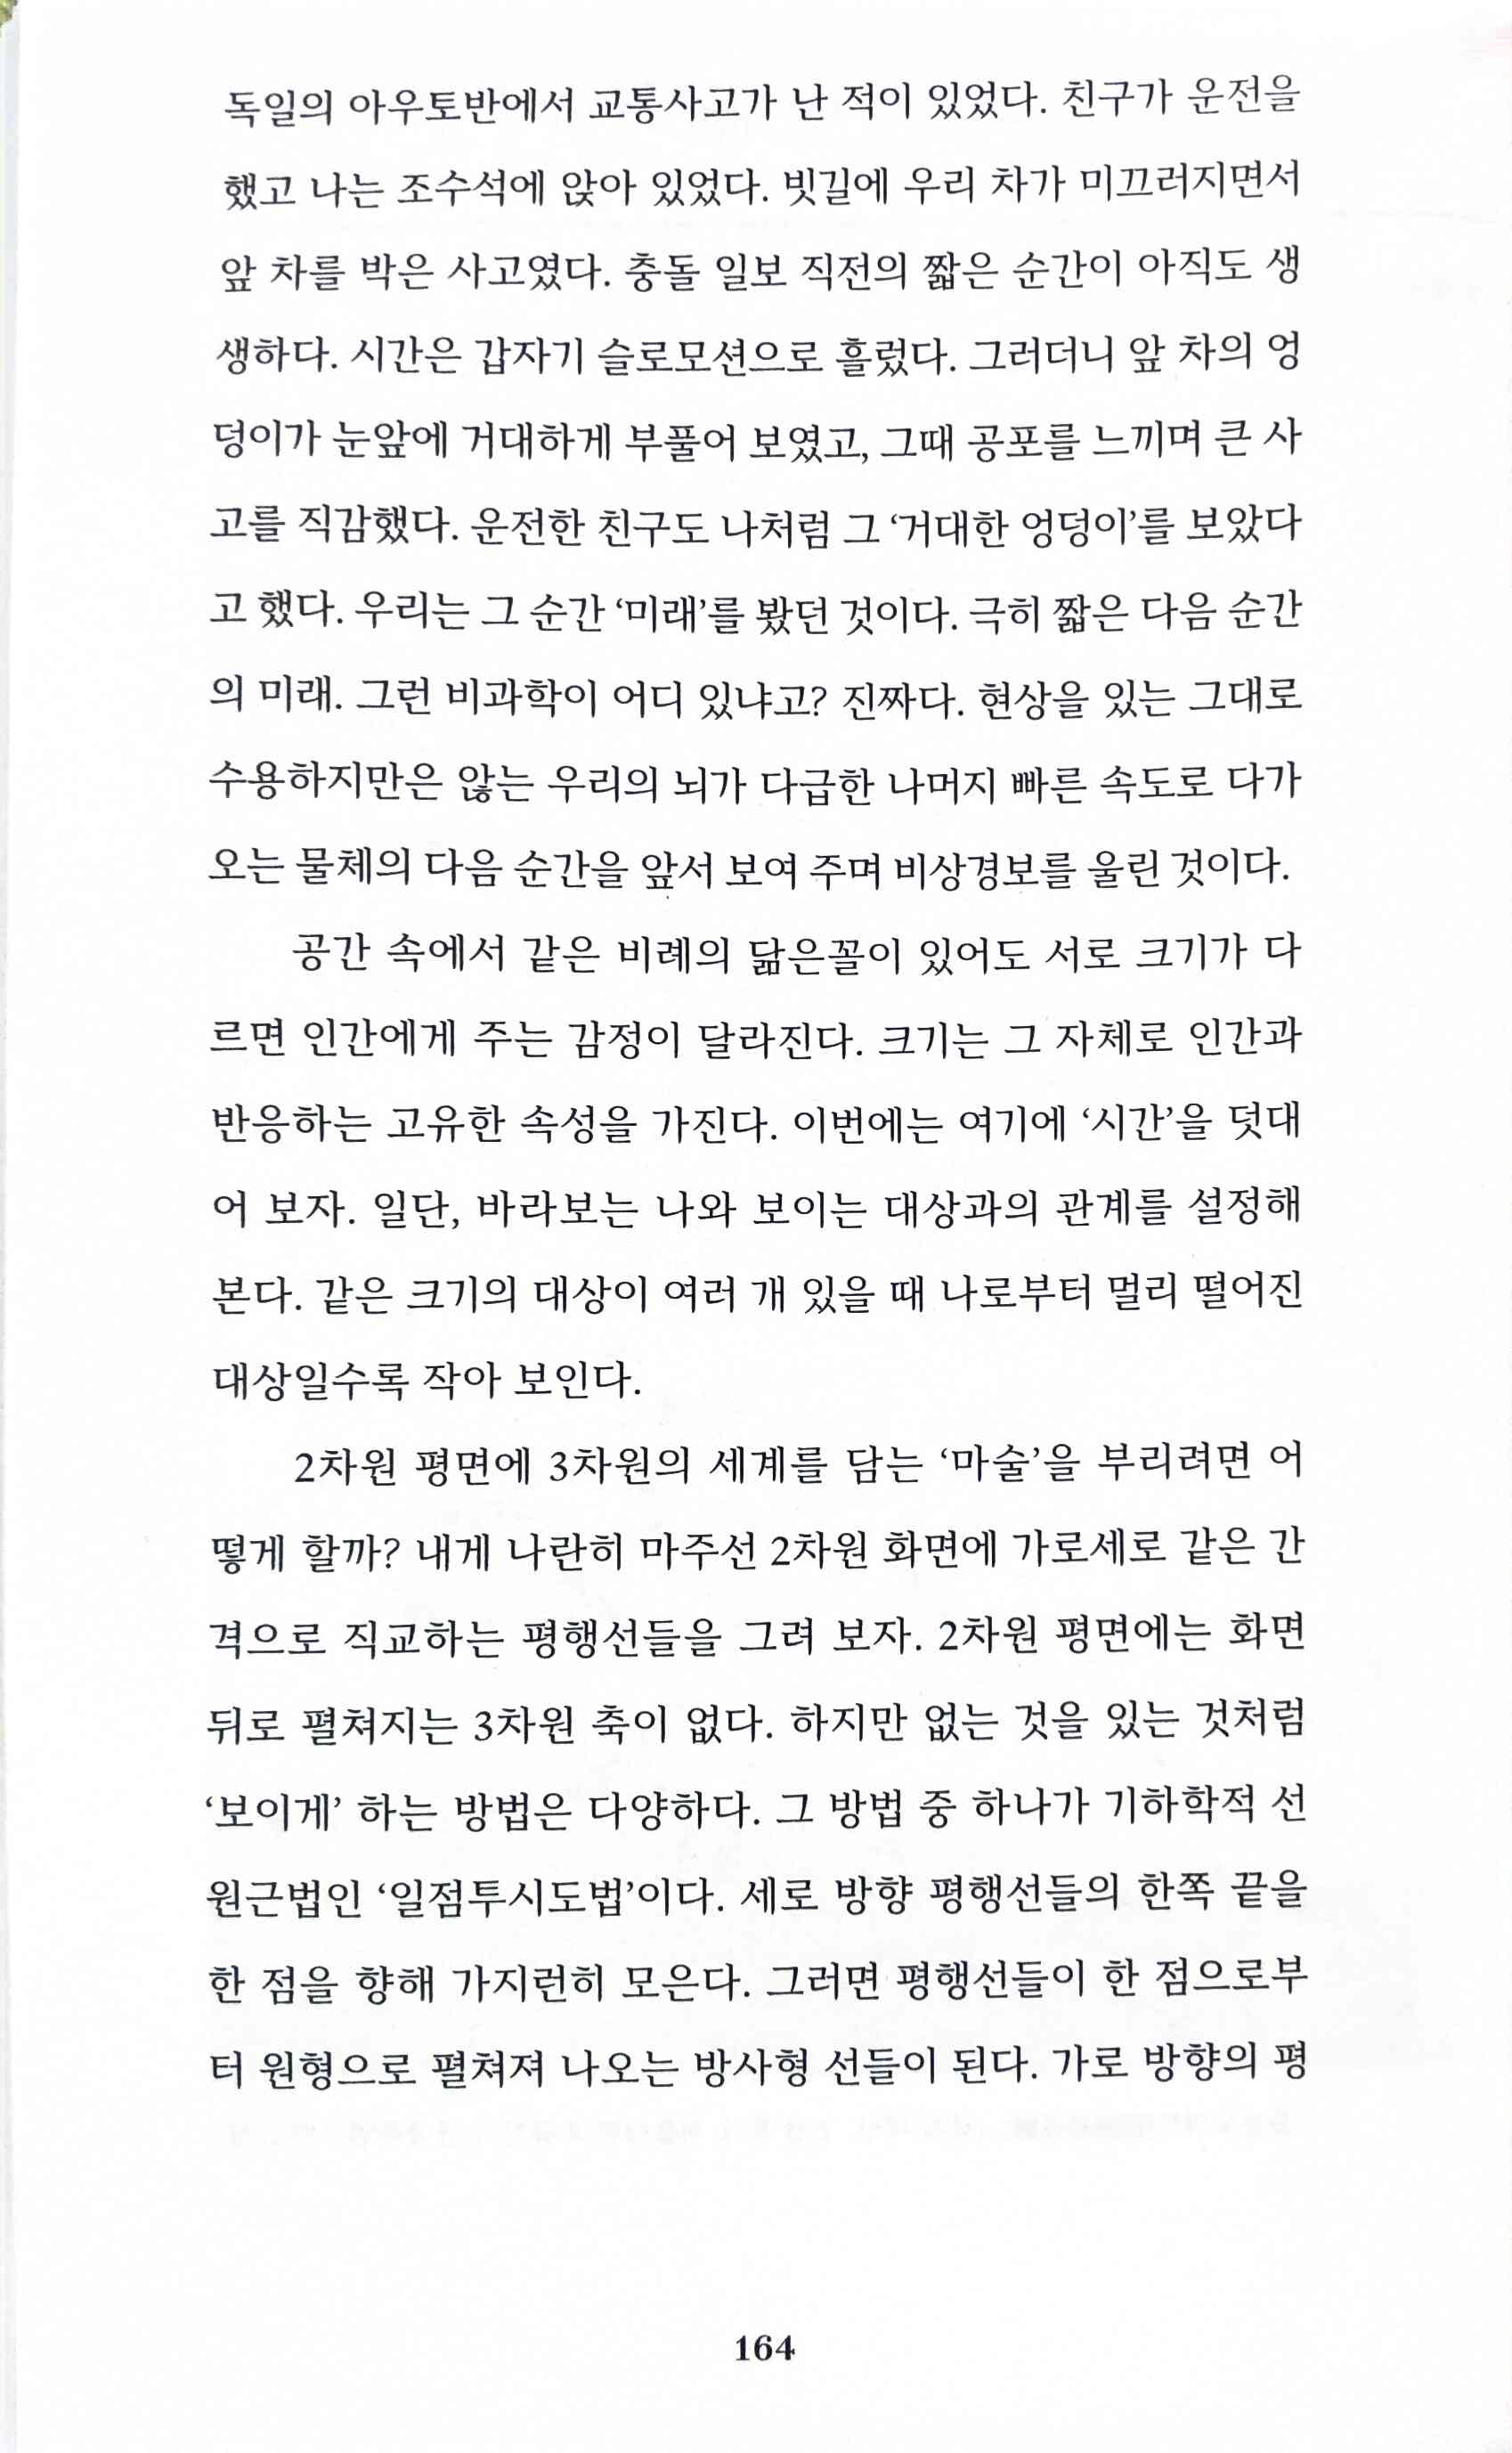 독일의 아우토반에서 교통사고가 난 적이 있었다. 친구가 운전을
했고 나는 조수석에 앉아 있었다. 빗길에 우리 차가 미끄러지면서
앞 차를 박은 사고였다. 충돌 일보 직전의 짧은 순간이 아직도 생
생하다. 시간은 갑자기 슬로모션으로 흘렀다. 그러더니 앞 차의 엉
덩이가 눈앞에 거대하게 부풀어 보였고, 그때 공포를 느끼며 큰 사
고를 직감했다. 운전한 친구도 나처럼 그 ‘거대한 엉덩이’를 보았다
고 했다. 우리는 그 순간 ‘미래’를 봤던 것이다. 극히 짧은 다음 순간
의 미래. 그런 비과학이 어디 있냐고? 진짜다. 현상을 있는 그대로
수용하지만은 않는 우리의 뇌가 다급한 나머지 빠른 속도로 다가
오는 물체의 다음 순간을 앞서 보여 주며 비상경보를 울린 것이다.
공간 속에서 같은 비례의 닮은꼴이 있어도 서로 크기가 다
르면 인간에게 주는 감정이 달라진다. 크기는 그 자체로 인간과
반응하는 고유한 속성을 가진다. 이번에는 여기에 ‘시간’을 덧대
어 보자. 일단, 바라보는 나와 보이는 대상과의 관계를 설정해
본다. 같은 크기의 대상이 여러 개 있을 때 나로부터 멀리 떨어진
대상일수록 작아 보인다.
2차원 평면에 3차원의 세계를 담는 ‘마술’을 부리려면 어
떻게 할까? 내게 나란히 마주선 2차원 화면에 가로세로 같은 간
격으로 직교하는 평행선들을 그려 보자. 2차원 평면에는 화면
뒤로 펼쳐지는 3차원 축이 없다. 하지만 없는 것을 있는 것처럼
‘보이게’ 하는 방법은 다양하다. 그 방법 중 하나가 기하학적 선
원근법인 ‘일점투시도법’이다. 세로 방향 평행선들의 한쪽 끝을
한 점을 향해 가지런히 모은다. 그러면 평행선들이 한 점으로부
터 원형으로 펼쳐져 나오는 방사형 선들이 된다. 가로 방향의 평
164